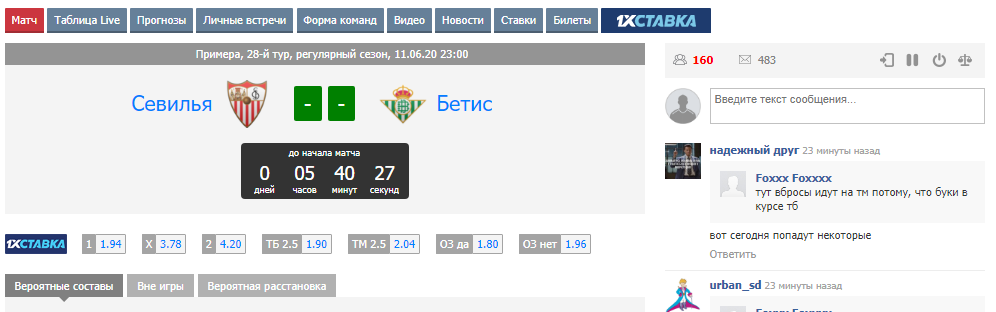 Матч Таблица Live Прогнозы Личные встречи Форма команд Видео Новости Ставки Билеты 1XСТАВКА
Примера, 28-й тур, регулярный сезон, 11.06.20 23:00
Севилья - - Бетис
до начала матча
0 05 40 27
дней часов минут секунд
1XСТАВКА 1 1.94 X 3.78 2 4.20 ТБ 2.5 1.90 ТМ 2.5 2.04 ОЗ да 1.80 ОЗ нет 1.96
Вероятные составы Вне игры Вероятная расстановка
160 483
Введите текст сообщения...
надежный друг 23 минуты назад
Foxxx Foxxxxx
тут вбросы идут на тм потому, что буки в
курсе тб
вот сегодня попадут некоторые
Ответить
urban_sd 23 минуты назад